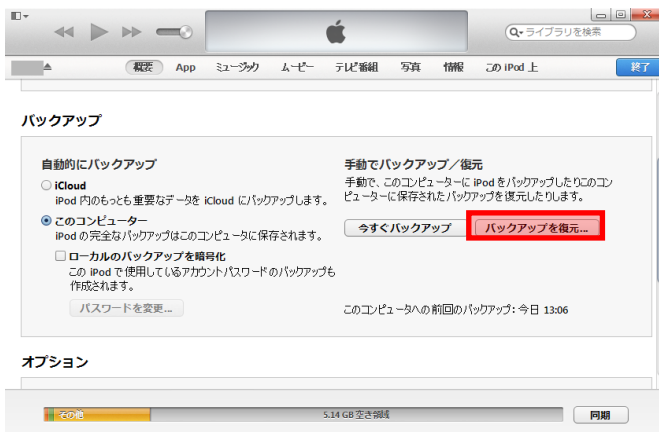 ライブラリを検索
概要 App ミュージック ムービー テレビ番組 写真 情報 この iPod 上 終了
バックアップ
自動的にバックアップ
iCloud
iPod 内のもっとも重要なデータを iCloud にバックアップします。
このコンピューター
iPod の完全なバックアップはこのコンピュータに保存されます。
ローカルのバックアップを暗号化
この iPod で使用しているアカウントパスワードのバックアップも
作成されます。
パスワードを変更...
手動でバックアップ／復元
手動で、このコンピューターに iPod をバックアップしたりこのコン
ピューターに保存されたバックアップを復元したりします。
今すぐバックアップ バックアップを復元...
このコンピュータへの前回のバックアップ: 今日 13:06
オプション
その他 5.14 GB 空き領域 同期